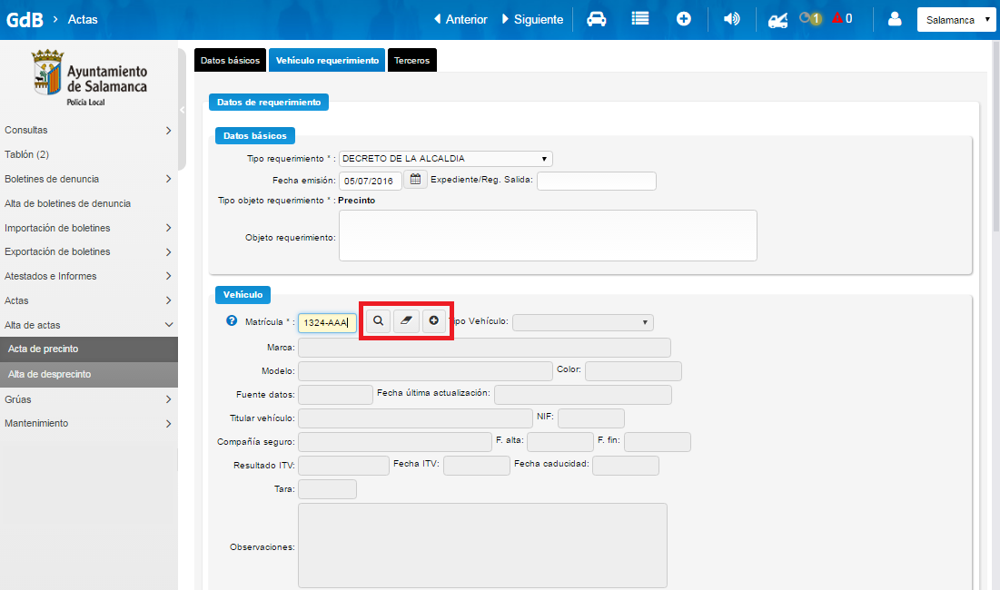 GdB › Actas
Anterior
Siguiente
1
0
Salamanca
Ayuntamiento
de Salamanca
Policía Local
Consultas
Tablón (2)
Boletines de denuncia
Alta de boletines de denuncia
Importación de boletines
Exportación de boletines
Atestados e Informes
Actas
Alta de actas
Acta de precinto
Alta de desprecinto
Grúas
Mantenimiento
Datos básicos
Vehículo requerimiento
Terceros
Datos de requerimiento
Datos básicos
Tipo requerimiento * : DECRETO DE LA ALCALDIA
Fecha emisión: 05/07/2016 Expediente/Reg. Salida:
Tipo objeto requerimiento * : Precinto
Objeto requerimiento:
Vehículo
? Matrícula * : 1324-AAA Tipo Vehículo:
Marca:
Modelo: Color:
Fuente datos: Fecha última actualización:
Titular vehículo: NIF:
Compañía seguro: F. alta: F. fin:
Resultado ITV: Fecha ITV: Fecha caducidad:
Tara:
Observaciones: